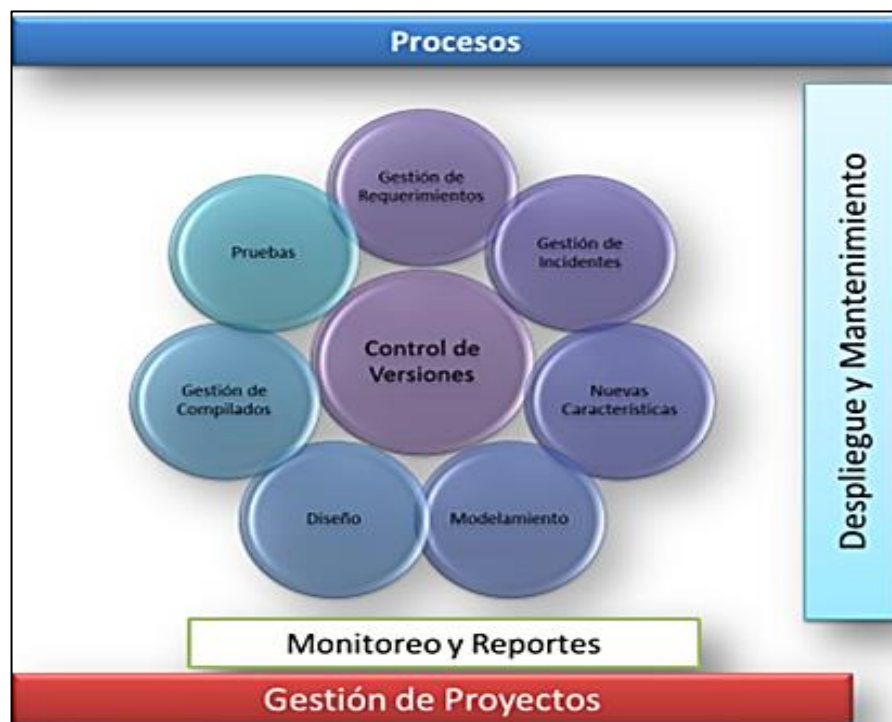 Procesos
Gestión de
Requerimientos
Gestión de
Incidentes
Pruebas
Control de
Versiones
Nuevas
Características
Gestión de
Compilados
Diseño
Modelamiento
Despliegue y Mantenimiento
Monitoreo y Reportes
Gestión de Proyectos